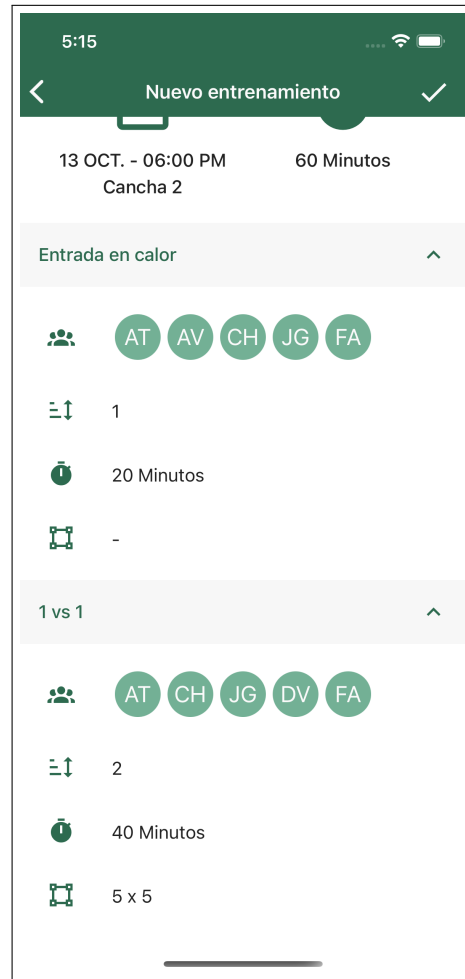 5:15
Nuevo entrenamiento
13 OCT. - 06:00 PM
Cancha 2
60 Minutos
Entrada en calor
AT AV CH JG FA
1
20 Minutos
-
1 vs 1
AT CH JG DV FA
2
40 Minutos
5 x 5